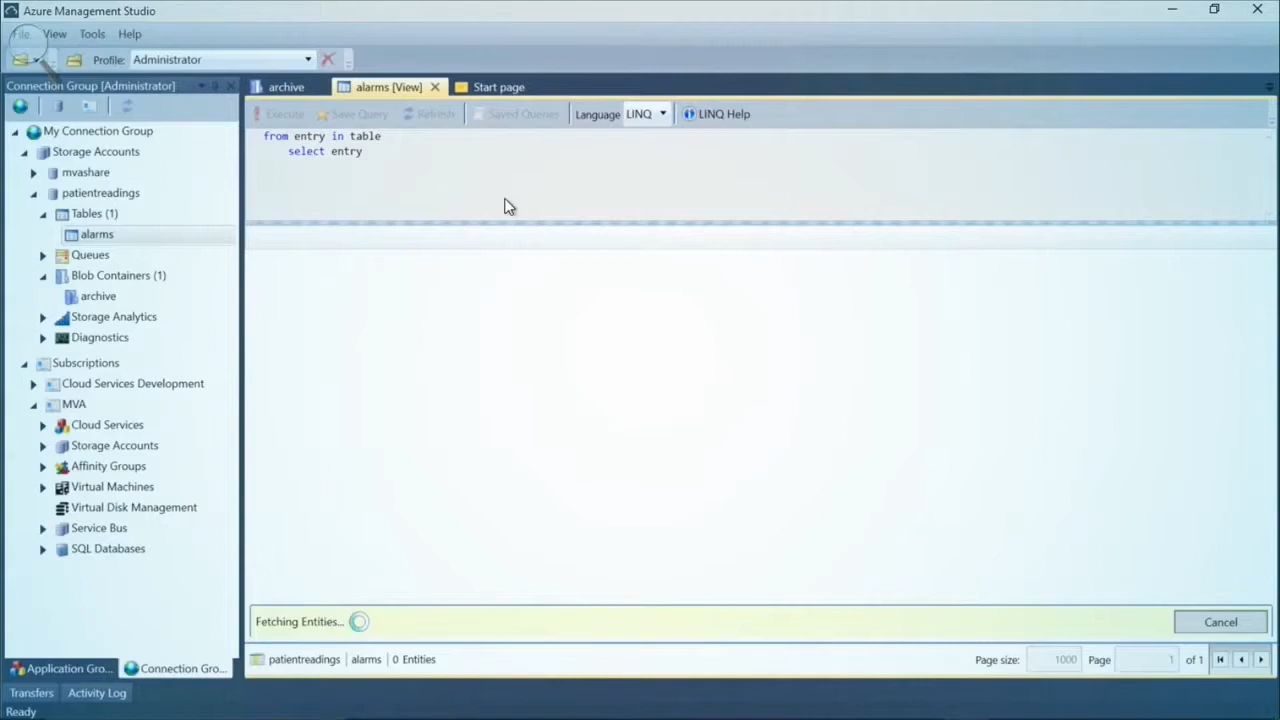 Azure Management Studio
File View Tools Help
Profile: Administrator
Connection Group [Administrator]
archive
alarms [View]
Start page
Execute
Save Query
Refresh
Saved Queries
Language LINQ
LINQ Help
from entry in table
select entry
My Connection Group
Storage Accounts
mvashare
patientreadings
Tables (1)
alarms
Queues
Blob Containers (1)
archive
Storage Analytics
Diagnostics
Subscriptions
Cloud Services Development
MVA
Cloud Services
Storage Accounts
Affinity Groups
Virtual Machines
Virtual Disk Management
Service Bus
SQL Databases
Fetching Entities...
Cancel
patientreadings alarms 0 Entities
Page size: 1000 Page 1 of 1
Application Gro...
Connection Gro...
Transfers Activity Log
Ready